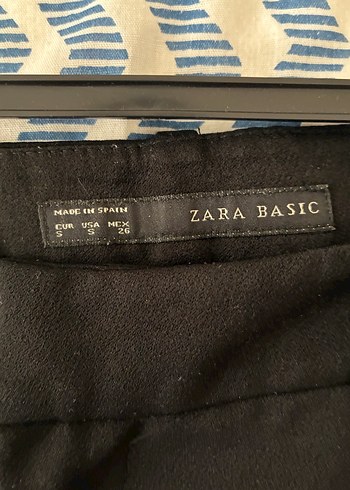 MADE IN SPAIN
ZARA BASIC
EUR USA MEX
S S 26